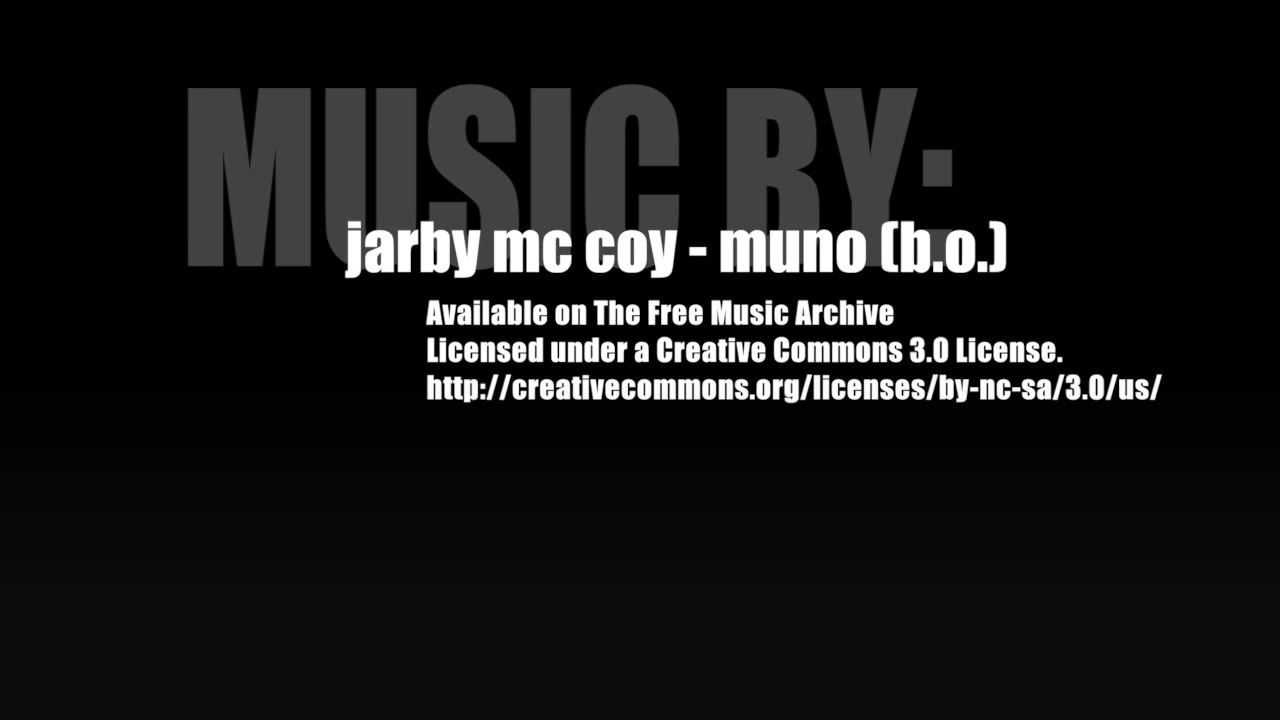 MUSIC BY:
jarby mc coy - muno (b.o.)
Available on The Free Music Archive
Licensed under a Creative Commons 3.0 License.
http://creativecommons.org/licenses/by-nc-sa/3.0/us/